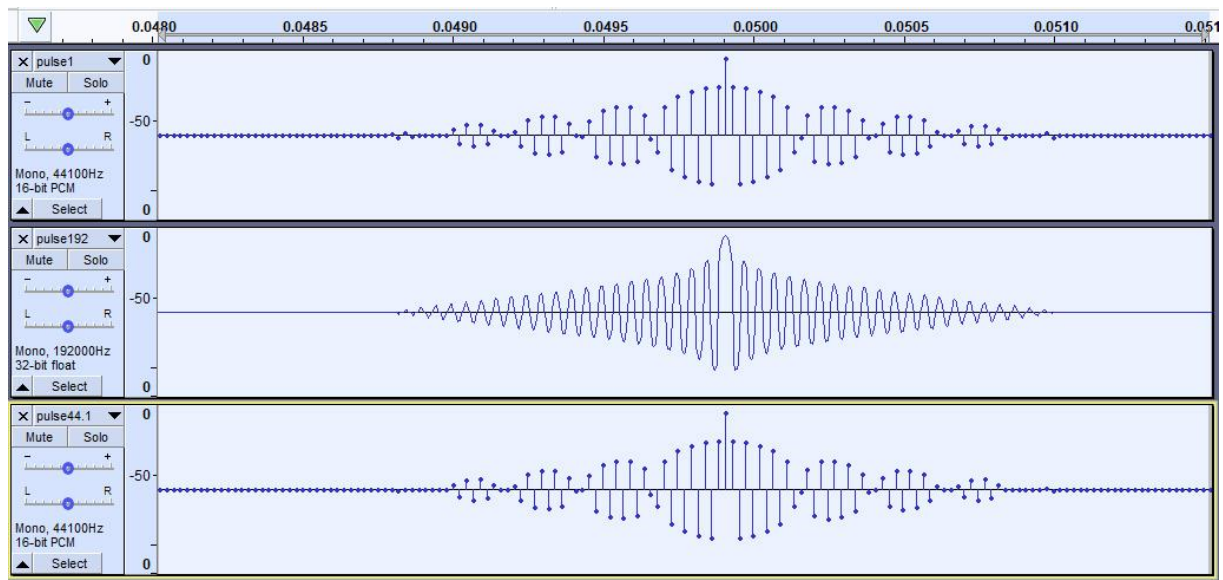 0.0480 0.0485 0.0490 0.0495 0.0500 0.0505 0.0510 0.051
× pulse1 ▼ 0
Mute Solo
- +
-50
L R
Mono, 44100Hz
16-bit PCM
Select 0
× pulse192 ▼ 0
Mute Solo
- +
-50
L R
Mono, 192000Hz
32-bit float
Select 0
× pulse44.1 ▼ 0
Mute Solo
- +
-50
L R
Mono, 44100Hz
16-bit PCM
Select 0